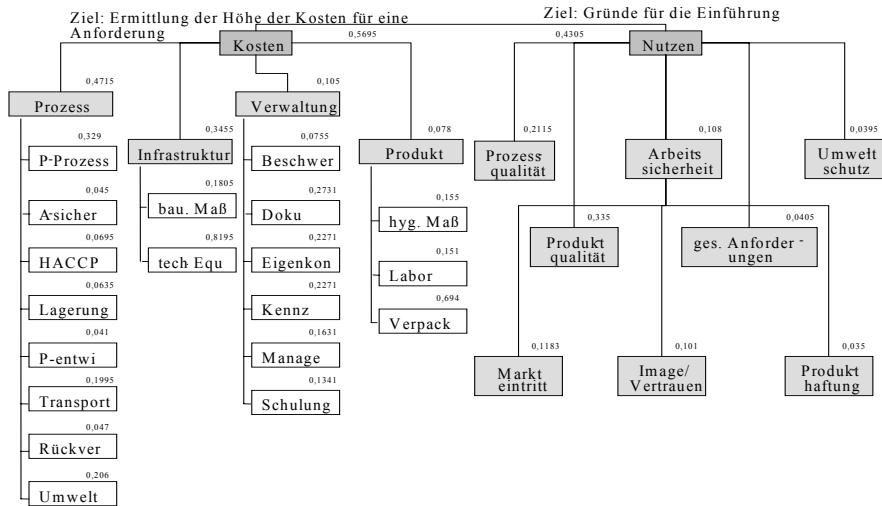 Ziel: Ermittlung der Höhe der Kosten für eine
Anforderung
Ziel: Gründe für die Einführung
Kosten
0,5695
0,4305
Nutzen
0,4715
Prozess
0,329
P-Prozess
0,045
A-sicher
0,0695
HACCP
0,0635
Lagerung
0,041
P-entwi
0,1995
Transport
0,047
Rückver
0,206
Umwelt
0,3455
Infrastruktur
0,1805
bau. Maß
0,8195
tech Equ
0,105
Verwaltung
0,0755
Beschwer
0,2731
Doku
0,2271
Eigenkon
0,2271
Kennz
0,1631
Manage
0,1341
Schulung
0,078
Produkt
0,155
hyg. Maß
0,151
Labor
0,694
Verpack
0,2115
Prozess
qualität
0,108
Arbeits
sicherheit
0,0395
Umwelt
schutz
0,335
Produkt
qualität
0,0405
ges. Anforder-
ungen
0,1183
Markt
eintritt
0,101
Image/
Vertrauen
0,035
Produkt
haftung